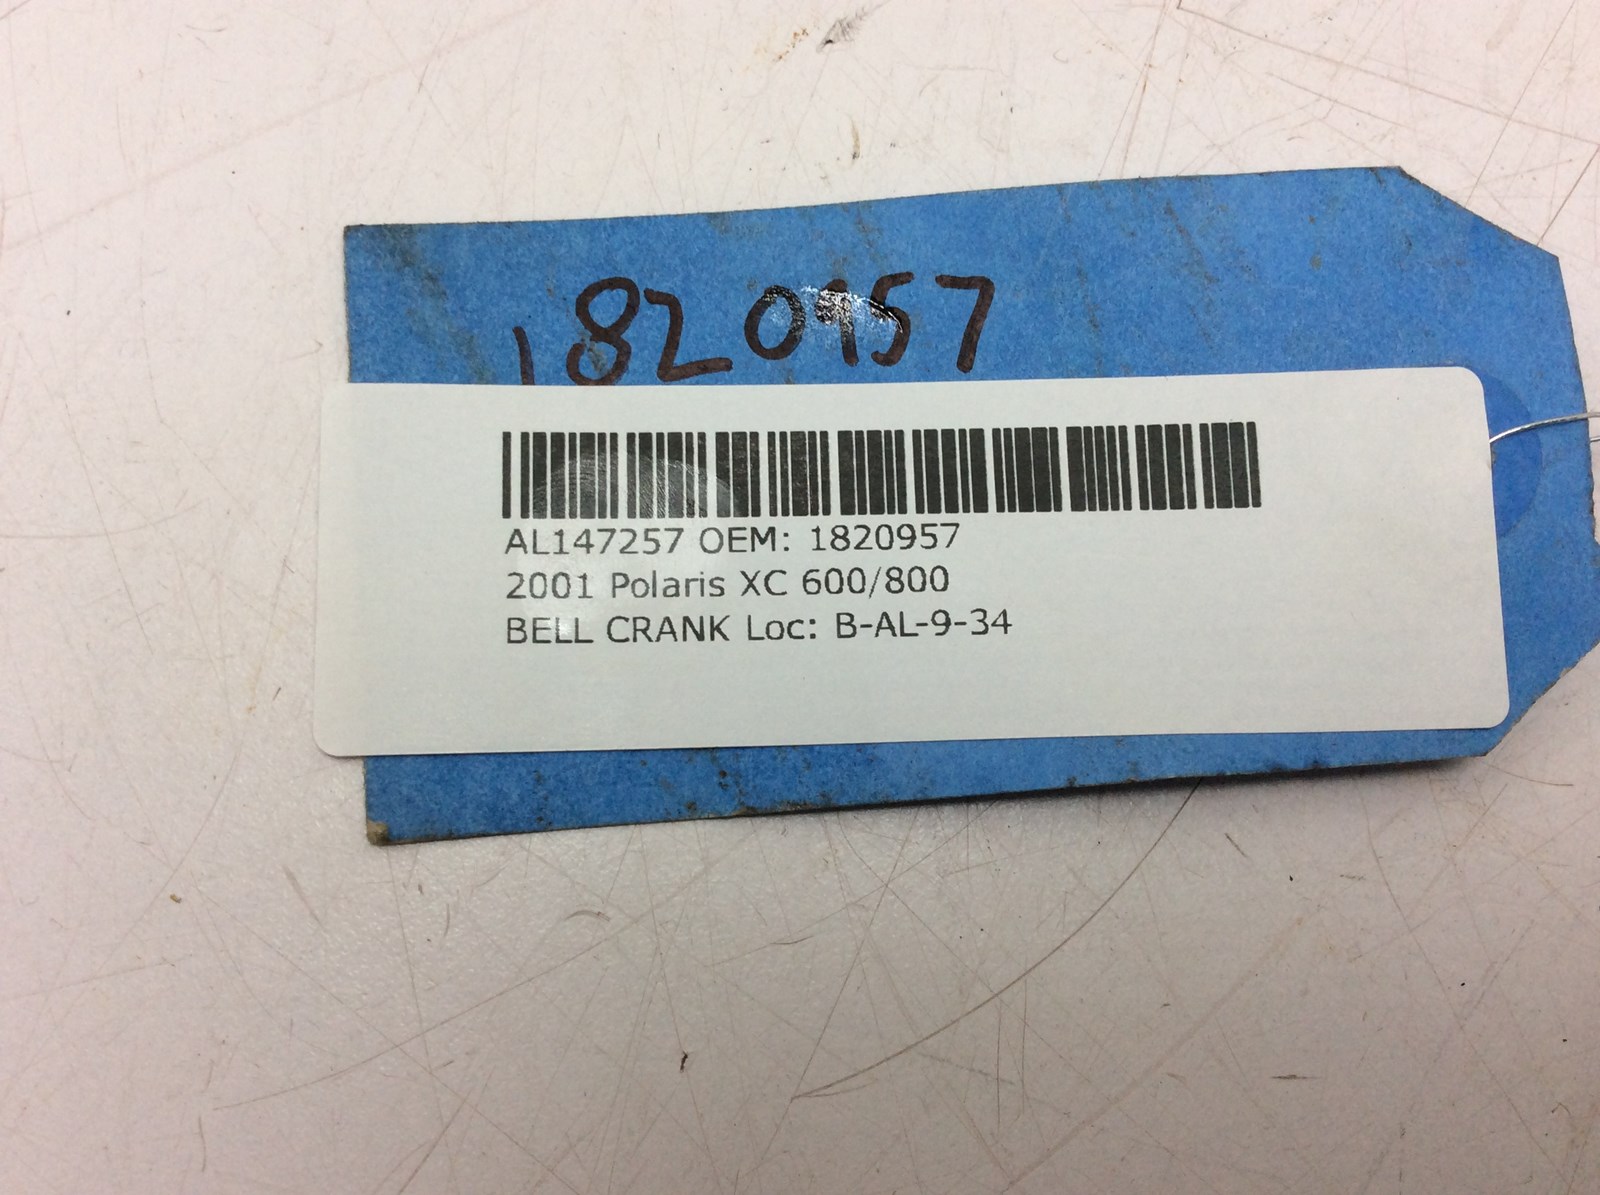 1820957
AL147257 OEM: 1820957
2001 Polaris XC 600/800
BELL CRANK Loc: B-AL-9-34